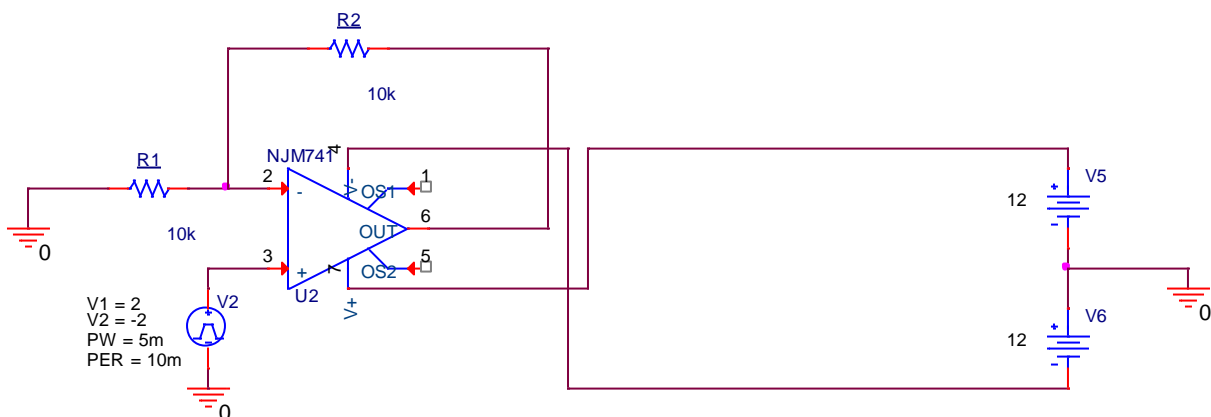 R2
10k
R1
10k
NJM741
4
V-
2
-
OS1
1
OUT
6
3
+
OS2
5
7
V+
U2
0
V1 = 2
V2 = -2
PW = 5m
PER = 10m
V2
+
-
0
V5
12
+
-
0
V6
12
+
-